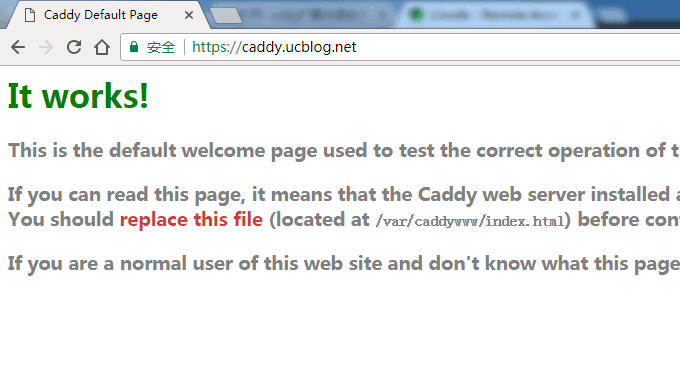 Caddy Default Page
安全 https://caddy.ucblog.net
It works!
This is the default welcome page used to test the correct operation of t
If you can read this page, it means that the Caddy web server installed a
You should replace this file (located at /var/caddywww/index.html) before con
If you are a normal user of this web site and don't know what this page